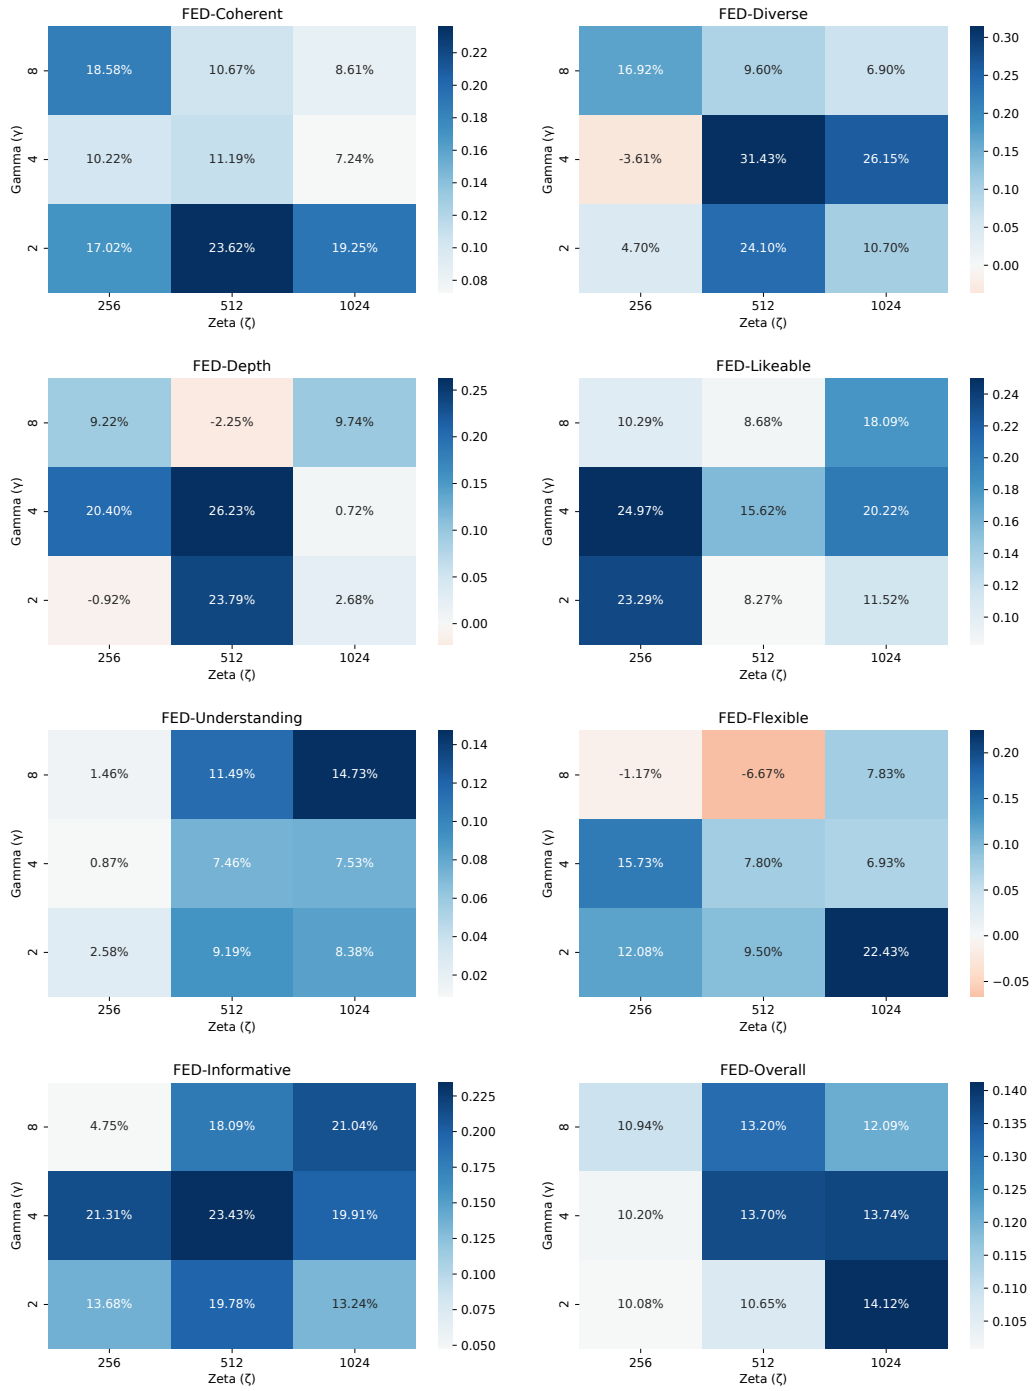 FED-Coherent
Gamma (γ)
8
18.58% 10.67% 8.61%
4
10.22% 11.19% 7.24%
2
17.02% 23.62% 19.25%
256 512 1024
Zeta (ζ)
0.22
0.20
0.18
0.16
0.14
0.12
0.10
0.08
FED-Diverse
Gamma (γ)
8
16.92% 9.60% 6.90%
4
-3.61% 31.43% 26.15%
2
4.70% 24.10% 10.70%
256 512 1024
Zeta (ζ)
0.30
0.25
0.20
0.15
0.10
0.05
0.00
FED-Depth
Gamma (γ)
8
9.22% -2.25% 9.74%
4
20.40% 26.23% 0.72%
2
-0.92% 23.79% 2.68%
256 512 1024
Zeta (ζ)
0.25
0.20
0.15
0.10
0.05
0.00
FED-Likeable
Gamma (γ)
8
10.29% 8.68% 18.09%
4
24.97% 15.62% 20.22%
2
23.29% 8.27% 11.52%
256 512 1024
Zeta (ζ)
0.24
0.22
0.20
0.18
0.16
0.14
0.12
0.10
FED-Understanding
Gamma (γ)
8
1.46% 11.49% 14.73%
4
0.87% 7.46% 7.53%
2
2.58% 9.19% 8.38%
256 512 1024
Zeta (ζ)
0.14
0.12
0.10
0.08
0.06
0.04
0.02
FED-Flexible
Gamma (γ)
8
-1.17% -6.67% 7.83%
4
15.73% 7.80% 6.93%
2
12.08% 9.50% 22.43%
256 512 1024
Zeta (ζ)
0.20
0.15
0.10
0.05
0.00
−0.05
FED-Informative
Gamma (γ)
8
4.75% 18.09% 21.04%
4
21.31% 23.43% 19.91%
2
13.68% 19.78% 13.24%
256 512 1024
Zeta (ζ)
0.225
0.200
0.175
0.150
0.125
0.100
0.075
0.050
FED-Overall
Gamma (γ)
8
10.94% 13.20% 12.09%
4
10.20% 13.70% 13.74%
2
10.08% 10.65% 14.12%
256 512 1024
Zeta (ζ)
0.140
0.135
0.130
0.125
0.120
0.115
0.110
0.105